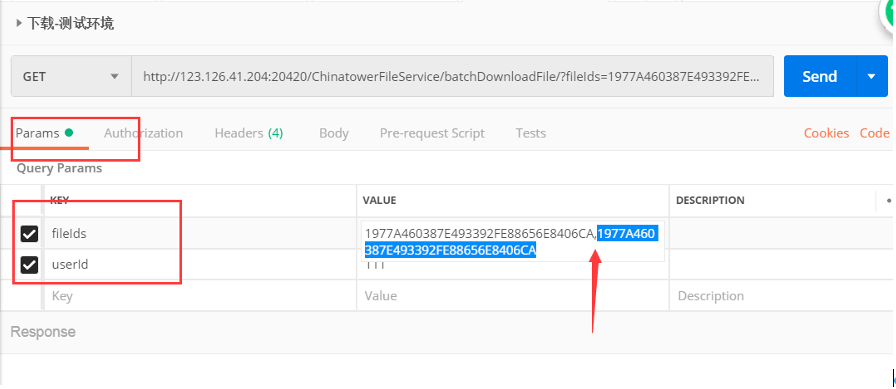 下载-测试环境
GET http://123.126.41.204:20420/ChinatowerFileService/batchDownloadFile/?fileIds=1977A460387E493392FE... Send
Params Authorization Headers (4) Body Pre-request Script Tests Cookies Code
Query Params
KEY VALUE DESCRIPTION
fileIds 1977A460387E493392FE88656E8406CA,1977A460
387E493392FE88656E8406CA
userId 111
Key Value Description
Response